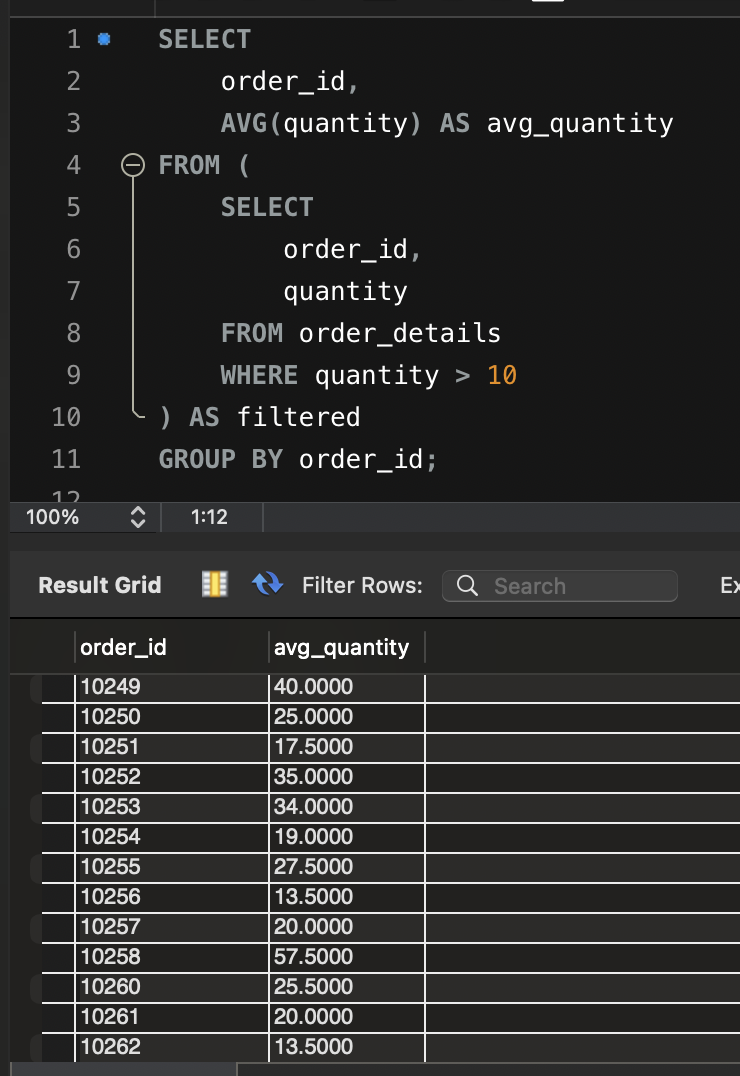 1 SELECT
2 order_id,
3 AVG(quantity) AS avg_quantity
4 FROM (
5 SELECT
6 order_id,
7 quantity
8 FROM order_details
9 WHERE quantity > 10
10 ) AS filtered
11 GROUP BY order_id;
12
100% 1:12
Result Grid Filter Rows: Search Ex
order_id avg_quantity
10249 40.0000
10250 25.0000
10251 17.5000
10252 35.0000
10253 34.0000
10254 19.0000
10255 27.5000
10256 13.5000
10257 20.0000
10258 57.5000
10260 25.5000
10261 20.0000
10262 13.5000